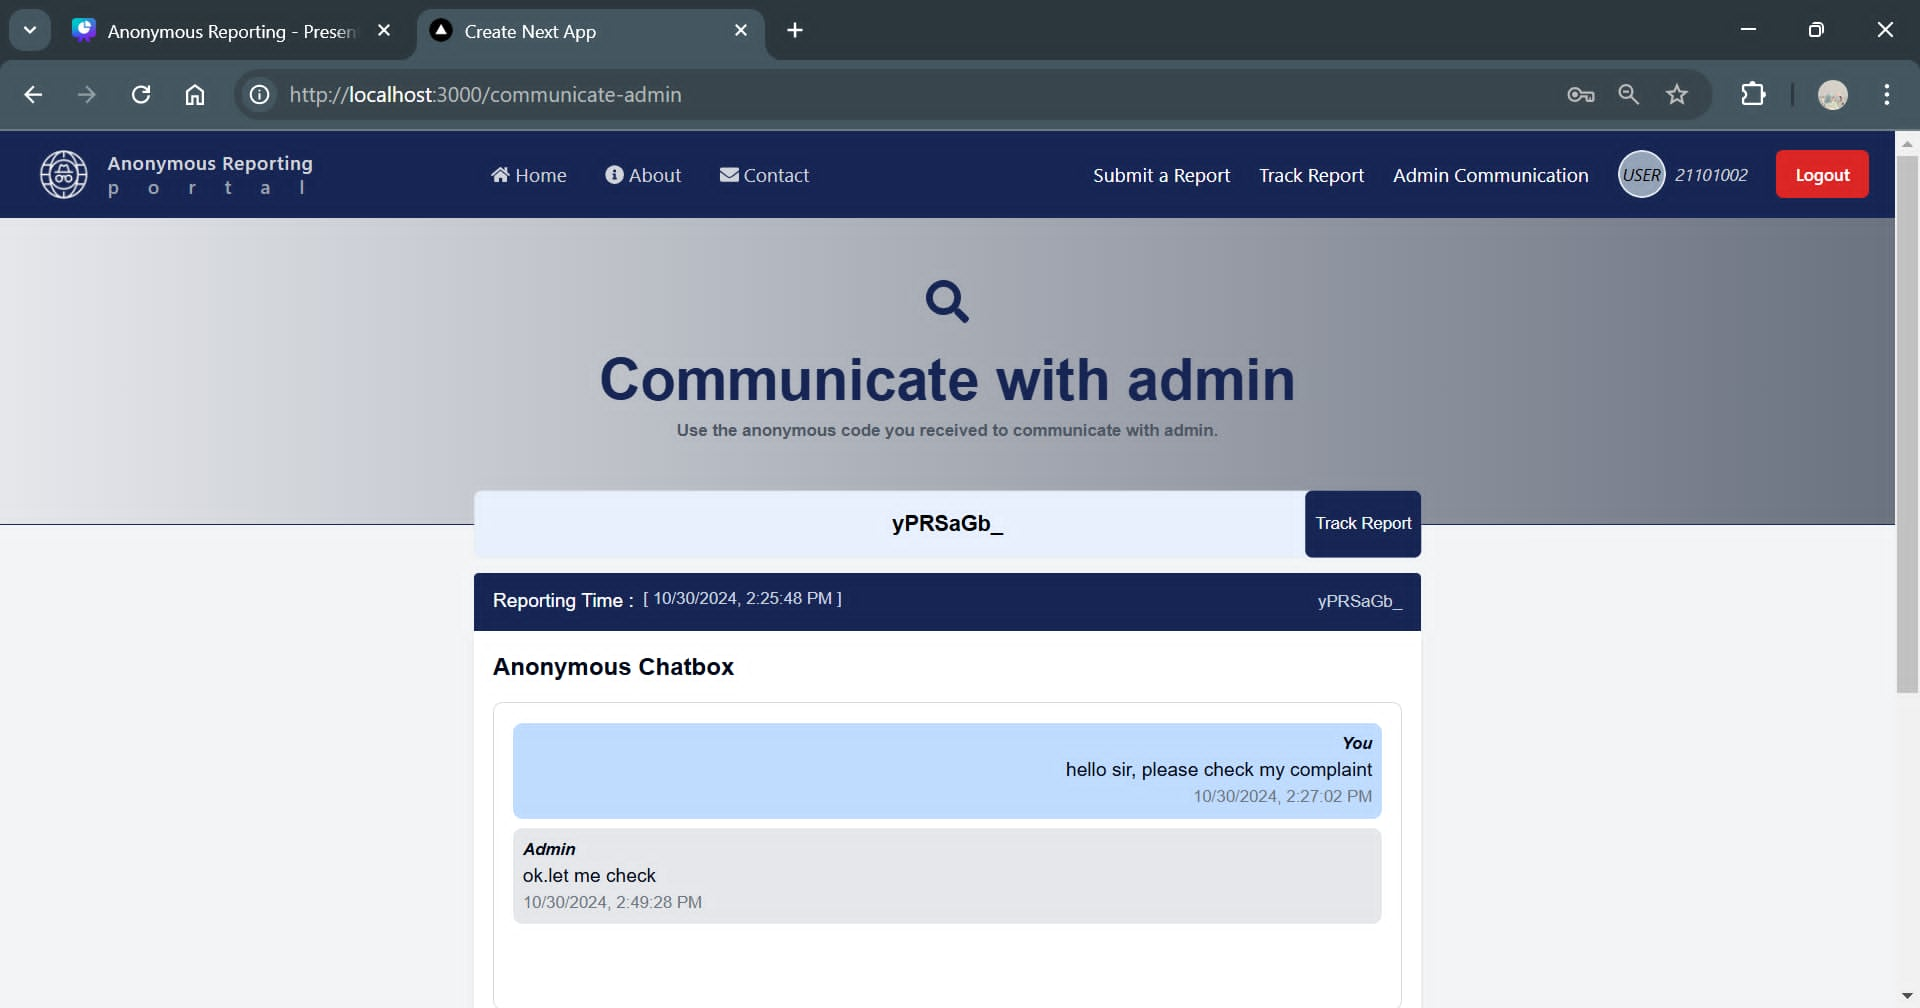 Anonymous Reporting - Presen
Create Next App
http://localhost:3000/communicate-admin
Anonymous Reporting
portal
Home
About
Contact
Submit a Report
Track Report
Admin Communication
USER
21101002
Logout
Communicate with admin
Use the anonymous code you received to communicate with admin.
yPRSaGb_
Track Report
Reporting Time : [ 10/30/2024, 2:25:48 PM ]
yPRSaGb_
Anonymous Chatbox
You
hello sir, please check my complaint
10/30/2024, 2:27:02 PM
Admin
ok.let me check
10/30/2024, 2:49:28 PM